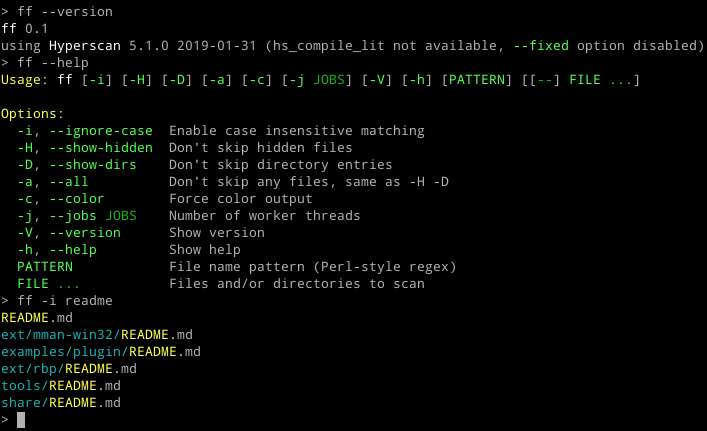 > ff --version
ff 0.1
using Hyperscan 5.1.0 2019-01-31 (hs_compile_lit not available, --fixed option disabled)
> ff --help
Usage: ff [-i] [-H] [-D] [-a] [-c] [-j JOBS] [-V] [-h] [PATTERN] [[--] FILE ...]

Options:
  -i, --ignore-case  Enable case insensitive matching
  -H, --show-hidden  Don't skip hidden files
  -D, --show-dirs    Don't skip directory entries
  -a, --all          Don't skip any files, same as -H -D
  -c, --color        Force color output
  -j, --jobs JOBS    Number of worker threads
  -V, --version      Show version
  -h, --help         Show help
  PATTERN            File name pattern (Perl-style regex)
  FILE ...           Files and/or directories to scan
> ff -i readme
README.md
ext/mman-win32/README.md
examples/plugin/README.md
ext/rbp/README.md
tools/README.md
share/README.md
>